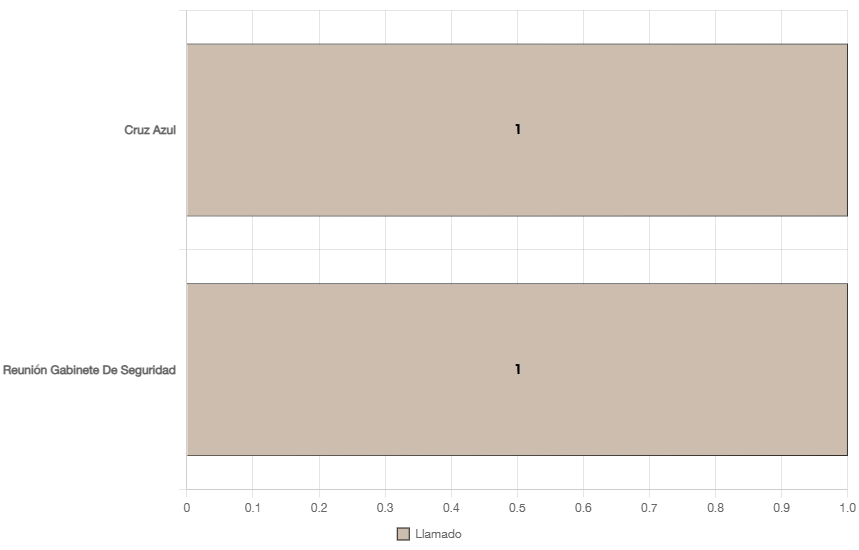 Cruz Azul
1
Reunión Gabinete De Seguridad
1
0 0.1 0.2 0.3 0.4 0.5 0.6 0.7 0.8 0.9 1.0
Llamado